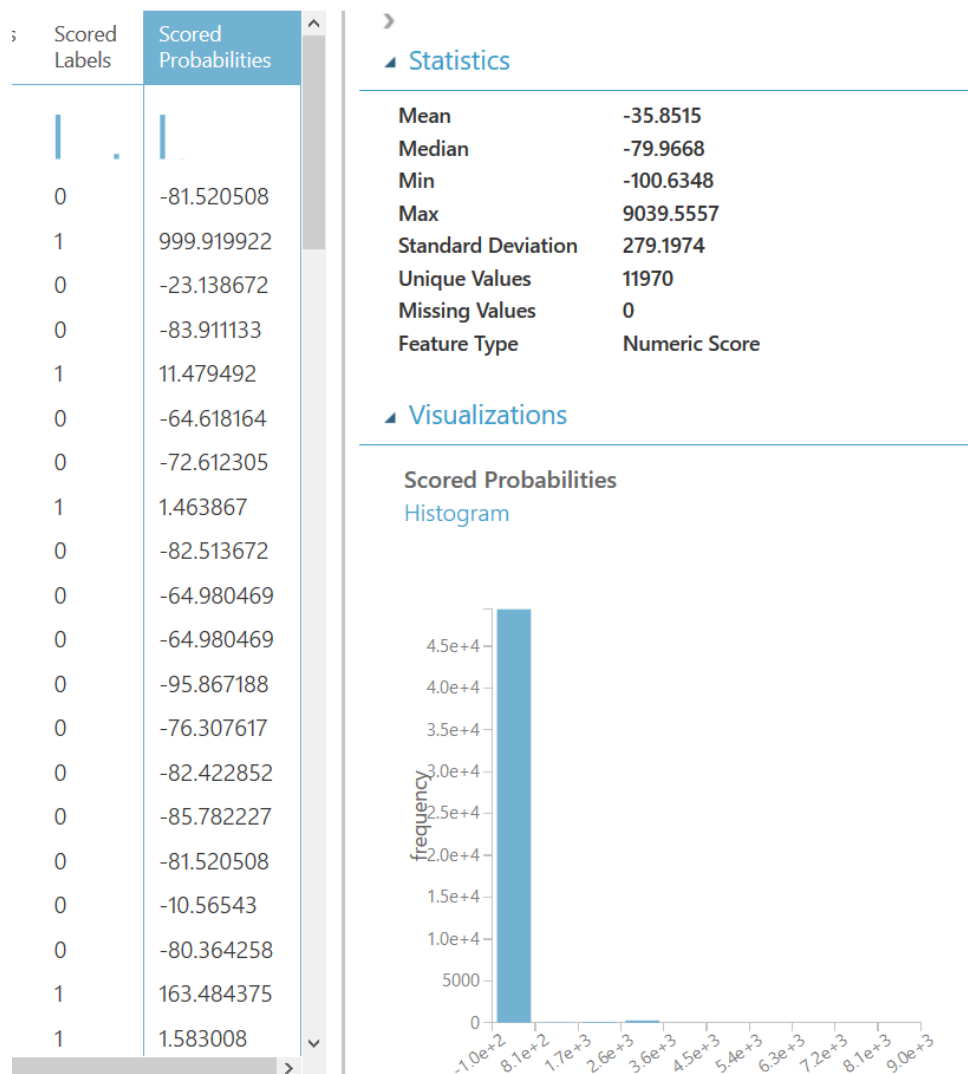 s
Scored Labels
Scored Probabilities
0 -81.520508
1 999.919922
0 -23.138672
0 -83.911133
1 11.479492
0 -64.618164
0 -72.612305
1 1.463867
0 -82.513672
0 -64.980469
0 -64.980469
0 -95.867188
0 -76.307617
0 -82.422852
0 -85.782227
0 -81.520508
0 -10.56543
0 -80.364258
1 163.484375
1 1.583008
Statistics
Mean -35.8515
Median -79.9668
Min -100.6348
Max 9039.5557
Standard Deviation 279.1974
Unique Values 11970
Missing Values 0
Feature Type Numeric Score
Visualizations
Scored Probabilities
Histogram
frequency
4.5e+4
4.0e+4
3.5e+4
3.0e+4
2.5e+4
2.0e+4
1.5e+4
1.0e+4
5000
0
-1.0e+2 8.1e+2 1.7e+3 2.6e+3 3.6e+3 4.5e+3 5.4e+3 6.3e+3 7.2e+3 8.1e+3 9.0e+3